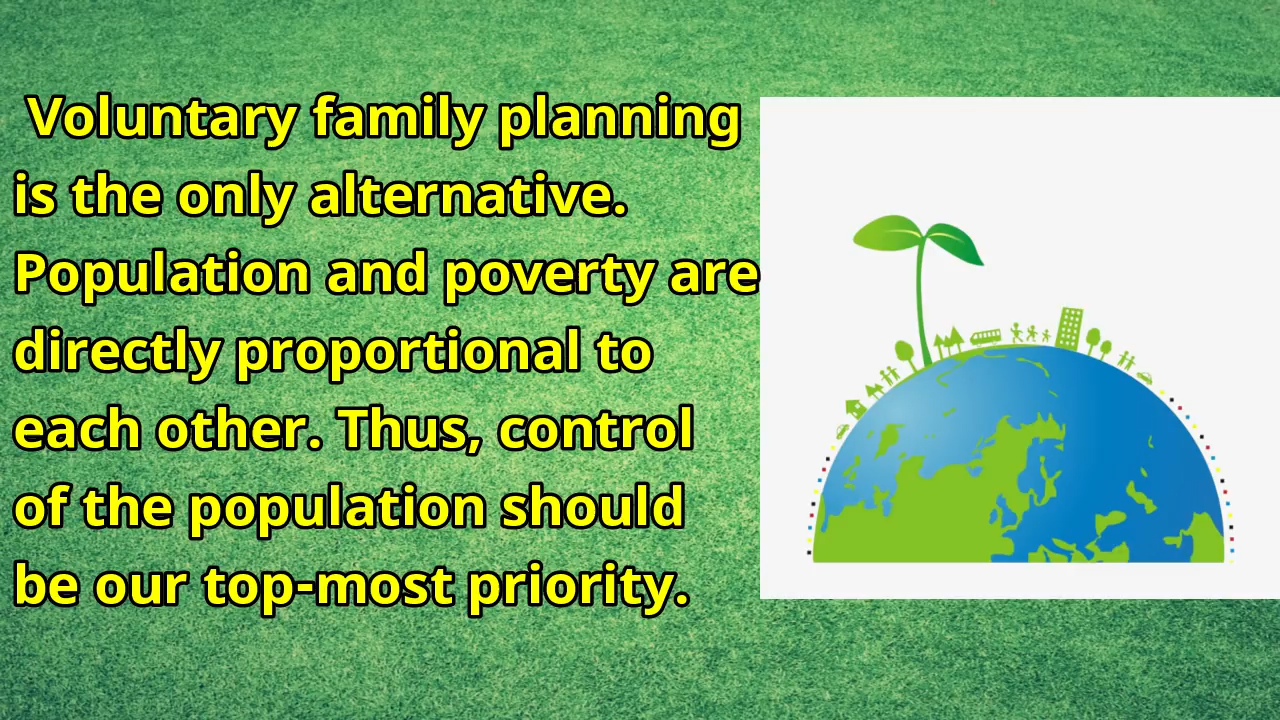 Voluntary family planning
is the only alternative.
Population and poverty are
directly proportional to
each other. Thus, control
of the population should
be our top-most priority.